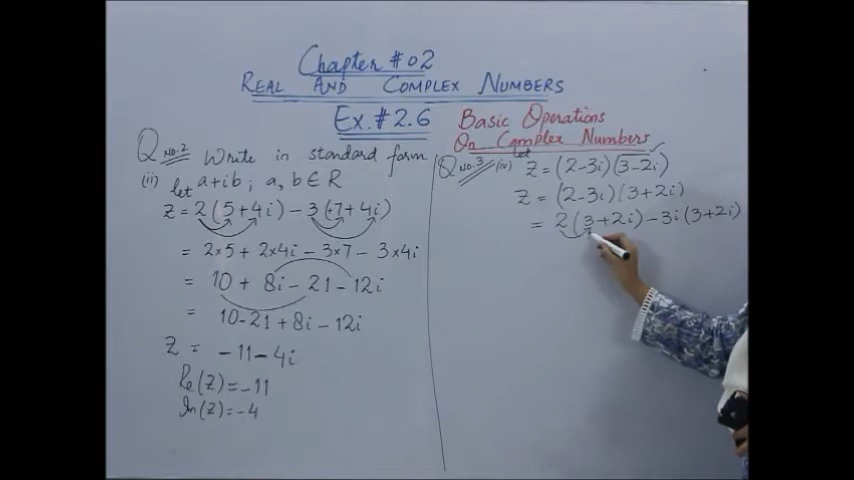 Chapter # 02
REAL AND COMPLEX NUMBERS
Ex. # 2.6
Basic Operations
On Complex Numbers
Q No.2 Write in standard form
(ii) a+ib ; a, b ∈ R
let
z = 2(5+4i) - 3(+7+4i)
= 2×5 + 2×4i - 3×7 - 3×4i
= 10 + 8i - 21 - 12i
= 10-21 + 8i - 12i
z = -11 - 4i
Re(z) = -11
Im(z) = -4
Q No.3 (iv) let z = (2-3i)(3-2i) ✓
z = (2-3i)(3+2i)
= 2(3+2i) - 3i(3+2i)